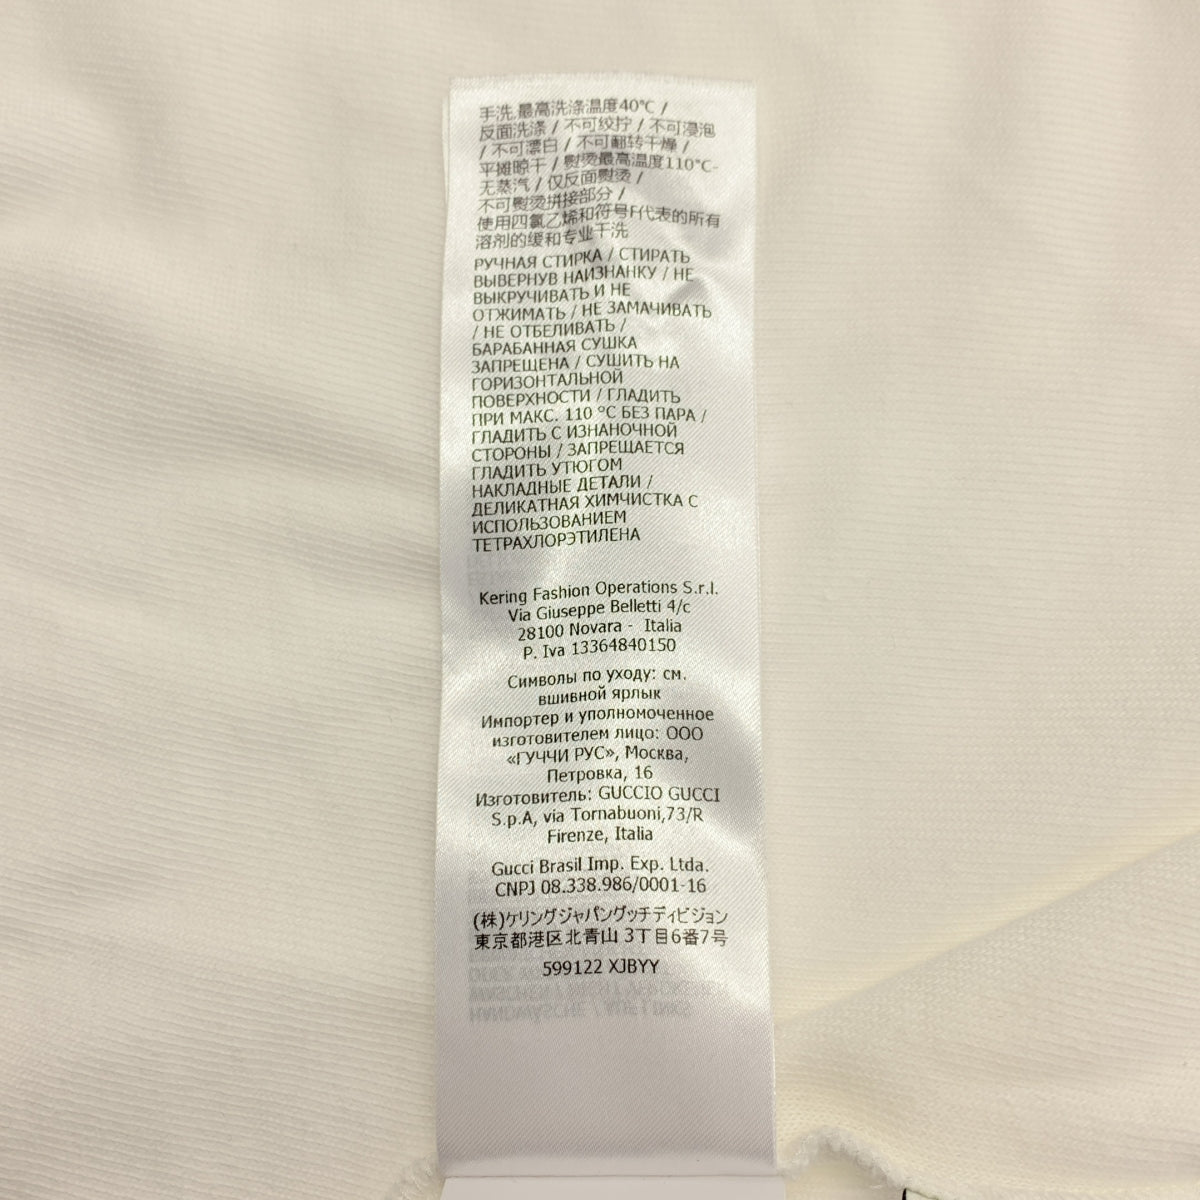 手洗,最高洗涤温度40℃ /
反面洗涤 / 不可绞拧 / 不可浸泡
/ 不可漂白 / 不可翻转干燥 /
平摊晾干 / 熨烫最高温度110°C-
无蒸汽 / 仅反面熨烫 /
不可熨烫拼接部分 /
使用四氯乙烯和符号F代表的所有
溶剂的缓和专业干洗
РУЧНАЯ СТИРКА / СТИРАТЬ
ВЫВЕРНУВ НАИЗНАНКУ / НЕ
ВЫКРУЧИВАТЬ И НЕ
ОТЖИМАТЬ / НЕ ЗАМАЧИВАТЬ
/ НЕ ОТБЕЛИВАТЬ /
БАРАБАННАЯ СУШКА
ЗАПРЕЩЕНА / СУШИТЬ НА
ГОРИЗОНТАЛЬНОЙ
ПОВЕРХНОСТИ / ГЛАДИТЬ
ПРИ МАКС. 110 °С БЕЗ ПАРА /
ГЛАДИТЬ С ИЗНАНОЧНОЙ
СТОРОНЫ / ЗАПРЕЩАЕТСЯ
ГЛАДИТЬ УТЮГОМ
НАКЛАДНЫЕ ДЕТАЛИ /
ДЕЛИКАТНАЯ ХИМЧИСТКА С
ИСПОЛЬЗОВАНИЕМ
ТЕТРАХЛОРЭТИЛЕНА
Kering Fashion Operations S.r.l.
Via Giuseppe Belletti 4/c
28100 Novara - Italia
P. Iva 13364840150
Символы по уходу: см.
вшивной ярлык
Импортер и уполномоченное
изготовителем лицо: ООО
«ГУЧЧИ РУС», Москва,
Петровка, 16
Изготовитель: GUCCIO GUCCI
S.p.A, via Tornabuoni,73/R
Firenze, Italia
Gucci Brasil Imp. Exp. Ltda.
CNPJ 08.338.986/0001-16
(株)ケリングジャパングッチディビジョン
東京都港区北青山 3丁目6番7号
599122 XJBYY